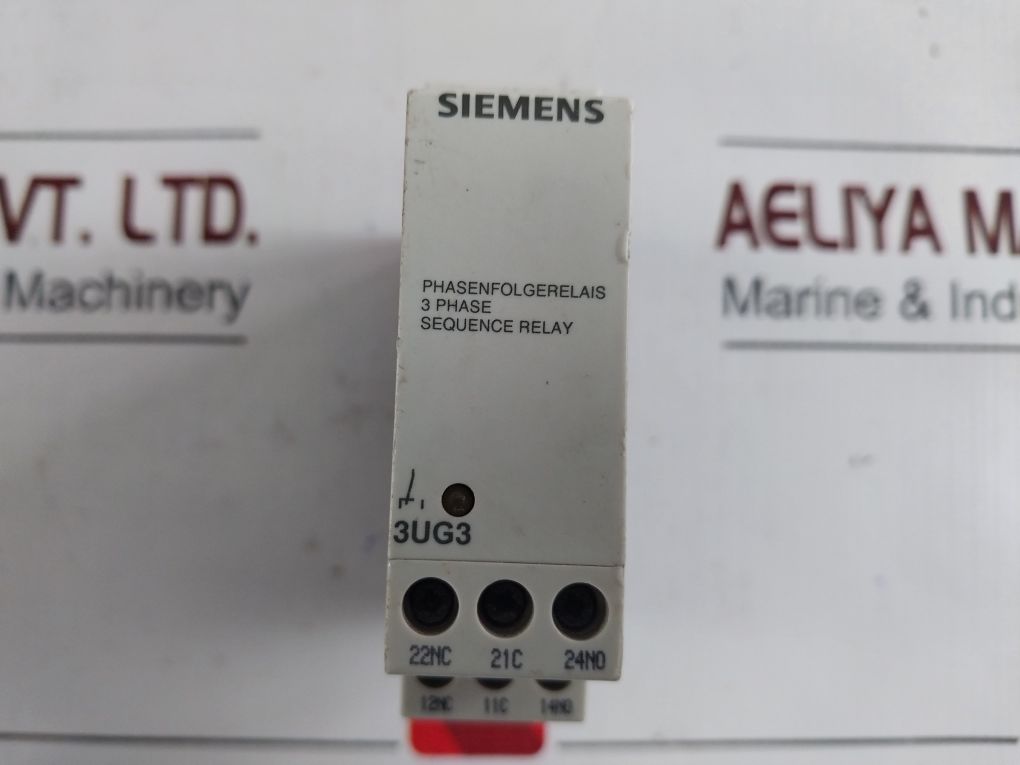 SIEMENS
PHASENFOLGERELAIS
3 PHASE
SEQUENCE RELAY
3UG3
22NC 21C 24NO
12NC 11C 14NO
VT. LTD.
Machinery
AELIYA M
Marine & Ind